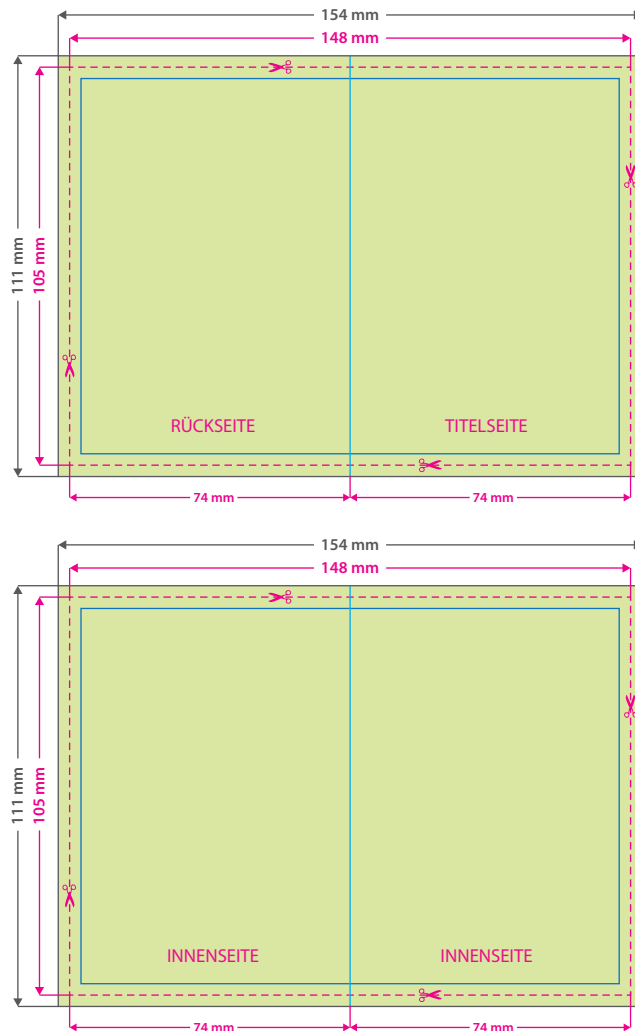 154 mm
148 mm
111 mm
105 mm
RÜCKSEITE
TITELSEITE
74 mm
74 mm
154 mm
148 mm
111 mm
105 mm
INNENSEITE
INNENSEITE
74 mm
74 mm